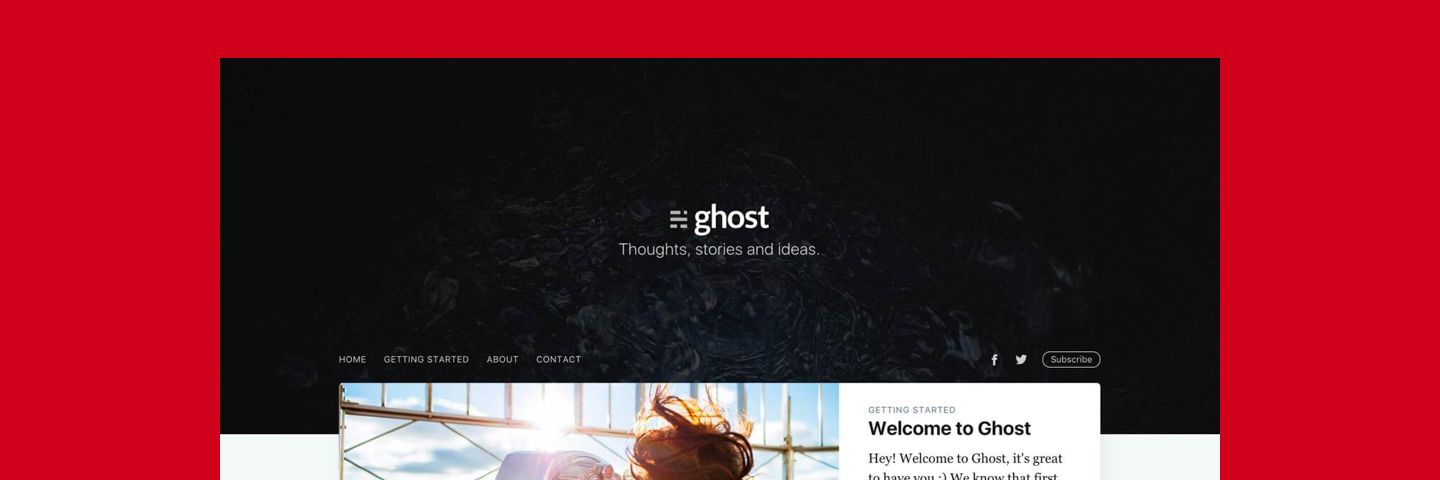 ghost
Thoughts, stories and ideas.
HOME GETTING STARTED ABOUT CONTACT Subscribe
GETTING STARTED
Welcome to Ghost
Hey! Welcome to Ghost, it's great
to have you :) We know that first